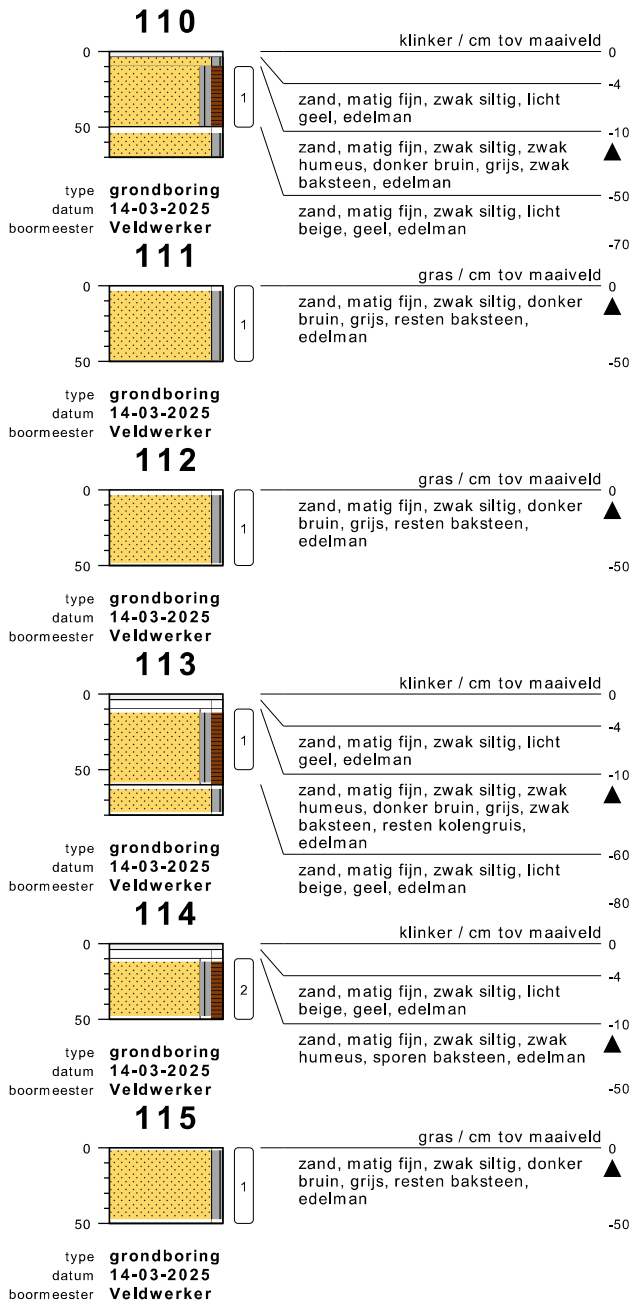 110
klinker / cm tov maaiveld
0
0
-4
zand, matig fijn, zwak siltig, licht
geel, edelman
1
-10
50
zand, matig fijn, zwak siltig, zwak
humeus, donker bruin, grijs, zwak
baksteen, edelman
-50
zand, matig fijn, zwak siltig, licht
beige, geel, edelman
-70
type grondboring
datum 14-03-2025
boormeester Veldwerker
111
gras / cm tov maaiveld
0
0
zand, matig fijn, zwak siltig, donker
bruin, grijs, resten baksteen,
edelman
1
50
-50
type grondboring
datum 14-03-2025
boormeester Veldwerker
112
gras / cm tov maaiveld
0
0
zand, matig fijn, zwak siltig, donker
bruin, grijs, resten baksteen,
edelman
1
50
-50
type grondboring
datum 14-03-2025
boormeester Veldwerker
113
klinker / cm tov maaiveld
0
0
-4
zand, matig fijn, zwak siltig, licht
geel, edelman
1
-10
50
zand, matig fijn, zwak siltig, zwak
humeus, donker bruin, grijs, zwak
baksteen, resten kolengruis,
edelman
-60
zand, matig fijn, zwak siltig, licht
beige, geel, edelman
-80
type grondboring
datum 14-03-2025
boormeester Veldwerker
114
klinker / cm tov maaiveld
0
0
-4
zand, matig fijn, zwak siltig, licht
beige, geel, edelman
2
-10
50
zand, matig fijn, zwak siltig, zwak
humeus, sporen baksteen, edelman
-50
type grondboring
datum 14-03-2025
boormeester Veldwerker
115
gras / cm tov maaiveld
0
0
zand, matig fijn, zwak siltig, donker
bruin, grijs, resten baksteen,
edelman
1
50
-50
type grondboring
datum 14-03-2025
boormeester Veldwerker